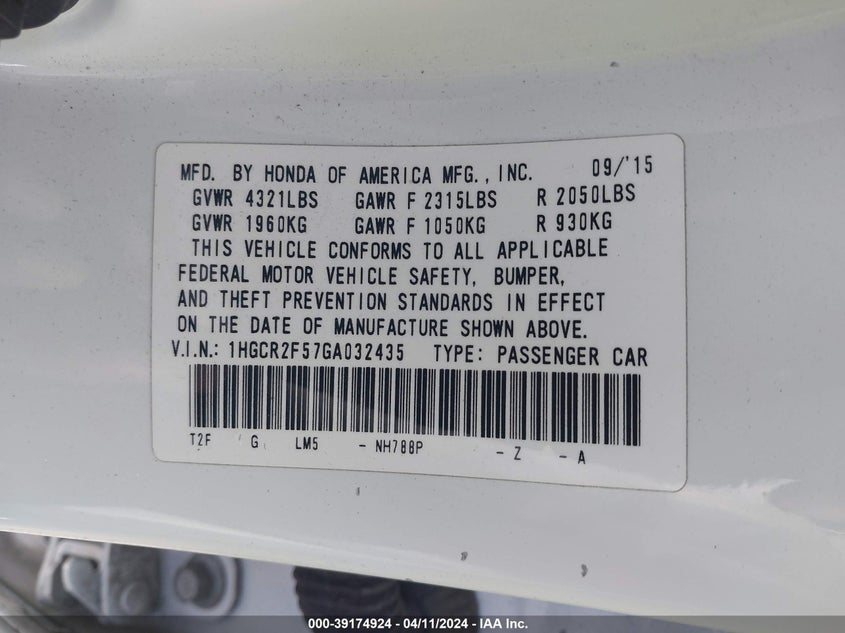 MFD. BY HONDA OF AMERICA MFG., INC. 09/'15
GVWR 4321LBS GAWR F 2315LBS R 2050LBS
GVWR 1960KG GAWR F 1050KG R 930KG
THIS VEHICLE CONFORMS TO ALL APPLICABLE
FEDERAL MOTOR VEHICLE SAFETY, BUMPER,
AND THEFT PREVENTION STANDARDS IN EFFECT
ON THE DATE OF MANUFACTURE SHOWN ABOVE.
V.I.N.: 1HGCR2F57GA032435 TYPE: PASSENGER CAR
T2F G LM5 - NH788P - Z - A
000-39174924 - 04/11/2024 - IAA Inc.